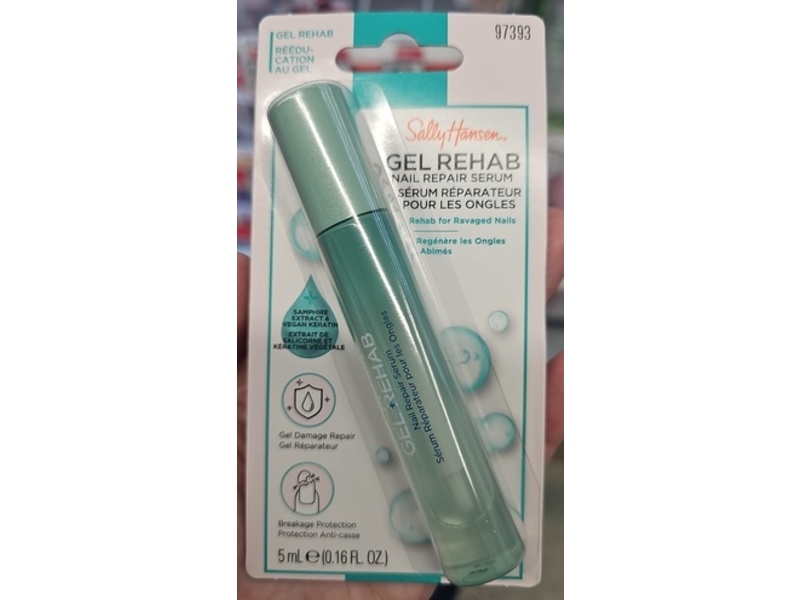 GEL REHAB
RÉÉDU-
CATION
AU GEL
97393
Sally Hansen
GEL REHAB
NAIL REPAIR SERUM
SÉRUM RÉPARATEUR
POUR LES ONGLES
Rehab for Ravaged Nails
Regénère les Ongles
Abimés
SAMPHIRE
EXTRACT &
VEGAN KERATIN
EXTRAIT DE
SALICORNE ET
KÉRATINE VÉGÉTALE
GEL★REHAB
Nail Repair Serum
Sérum Réparateur pour les Ongles
Gel Damage Repair
Gel Réparateur
Breakage Protection
Protection Anti-casse
5 mL ℮ (0.16 FL. OZ.)